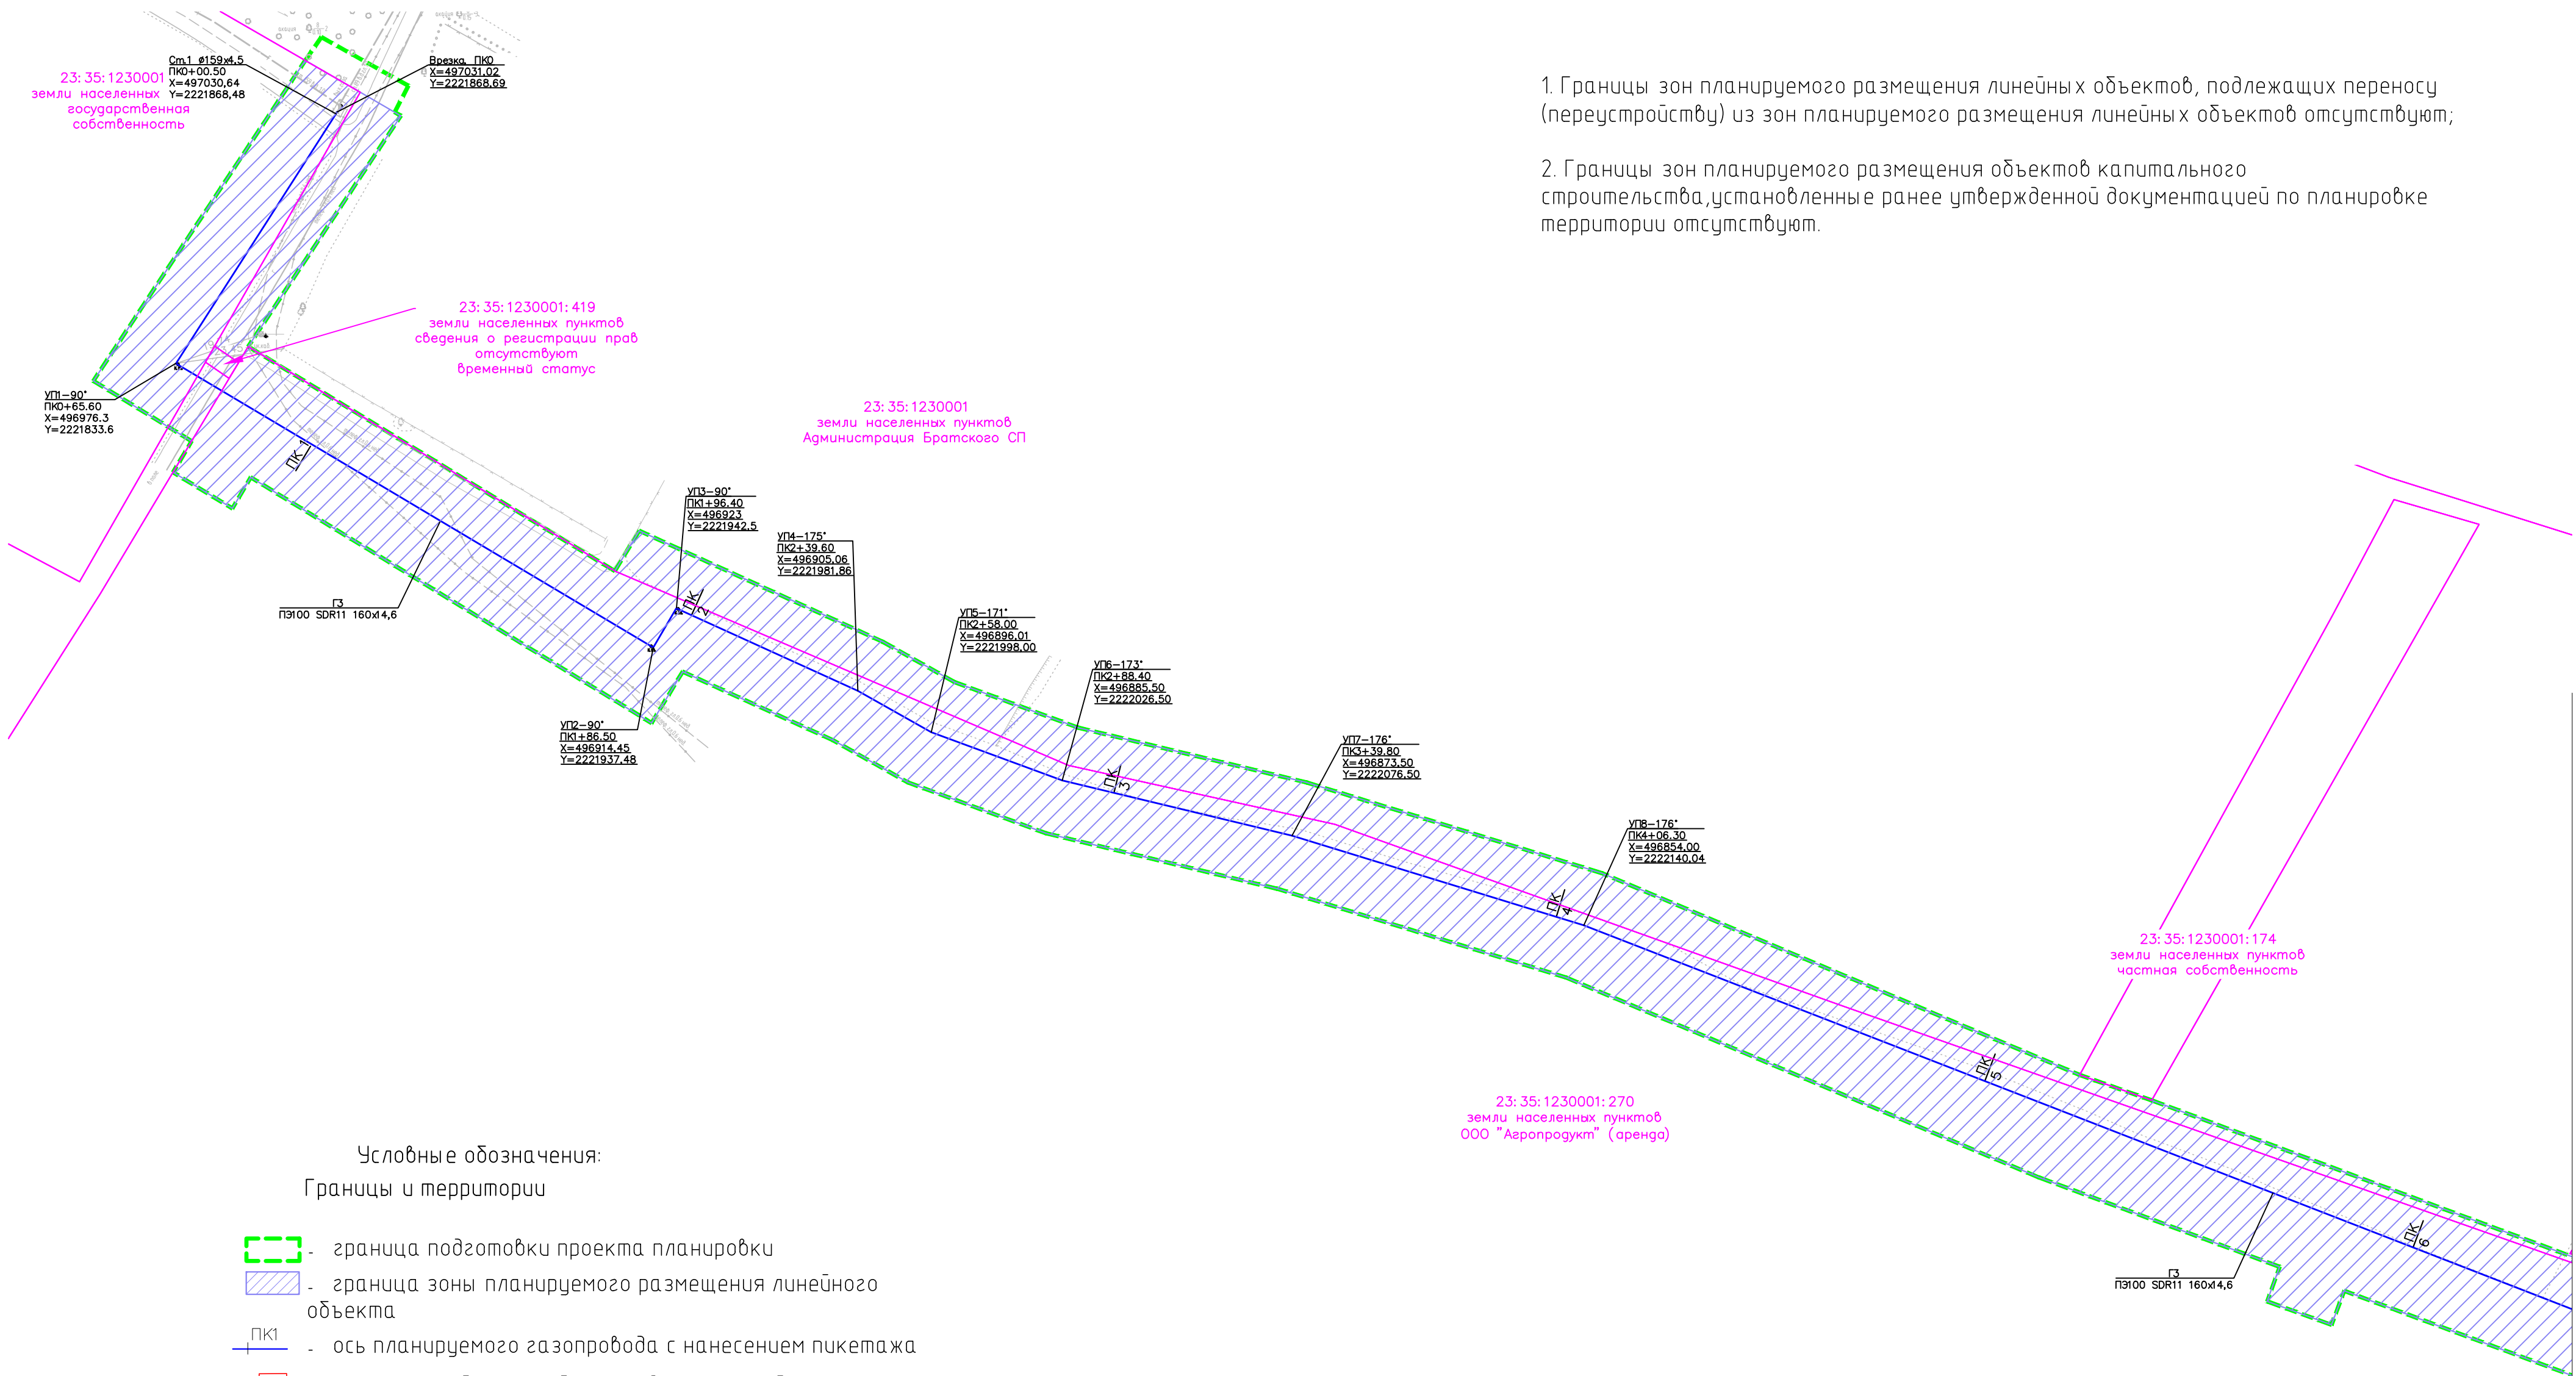 1. Границы зон планируемого размещения линейных объектов, подлежащих переносу
(переустройству) из зон планируемого размещения линейных объектов отсутствуют;
2. Границы зон планируемого размещения объектов капитального
строительства,установленные ранее утвержденной документацией по планировке
территории отсутствуют.
23:35:1230001
земли населенных
государственная
собственность
Ст.1 ø159х4.5
ПК0+00.50
X=497030,64
Y=2221868,48
Врезка ПК0
X=497031.02
Y=2221868.69
23:35:1230001:419
земли населенных пунктов
сведения о регистрации прав
отсутствуют
временный статус
УП1-90°
ПК0+65.60
X=496976.3
Y=2221833.6
23:35:1230001
земли населенных пунктов
Администрация Братского СП
ПК 1
УП3-90°
ПК1+96.40
X=496923
Y=2221942.5
УП4-175°
ПК2+39.60
X=496905.06
Y=2221981.86
Г3
ПЭ100 SDR11 160х14,6
ПК
2
УП5-171°
ПК2+58.00
X=496896.01
Y=2221998.00
УП6-173°
ПК2+88.40
X=496885.50
Y=2222026.50
УП2-90°
ПК1+86.50
X=496914.45
Y=2221937.48
ПК
3
УП7-176°
ПК3+39.80
X=496873.50
Y=2222076.50
УП8-176°
ПК4+06.30
X=496854.00
Y=2222140.04
ПК
4
23:35:1230001:174
земли населенных пунктов
частная собственность
ПК
5
23:35:1230001:270
земли населенных пунктов
ООО "Агропродукт" (аренда)
ПК
6
Г3
ПЭ100 SDR11 160х14,6
Условные обозначения:
Границы и территории
- граница подготовки проекта планировки
- граница зоны планируемого размещения линейного
объекта
ПК1
- ось планируемого газопровода с нанесением пикетажа